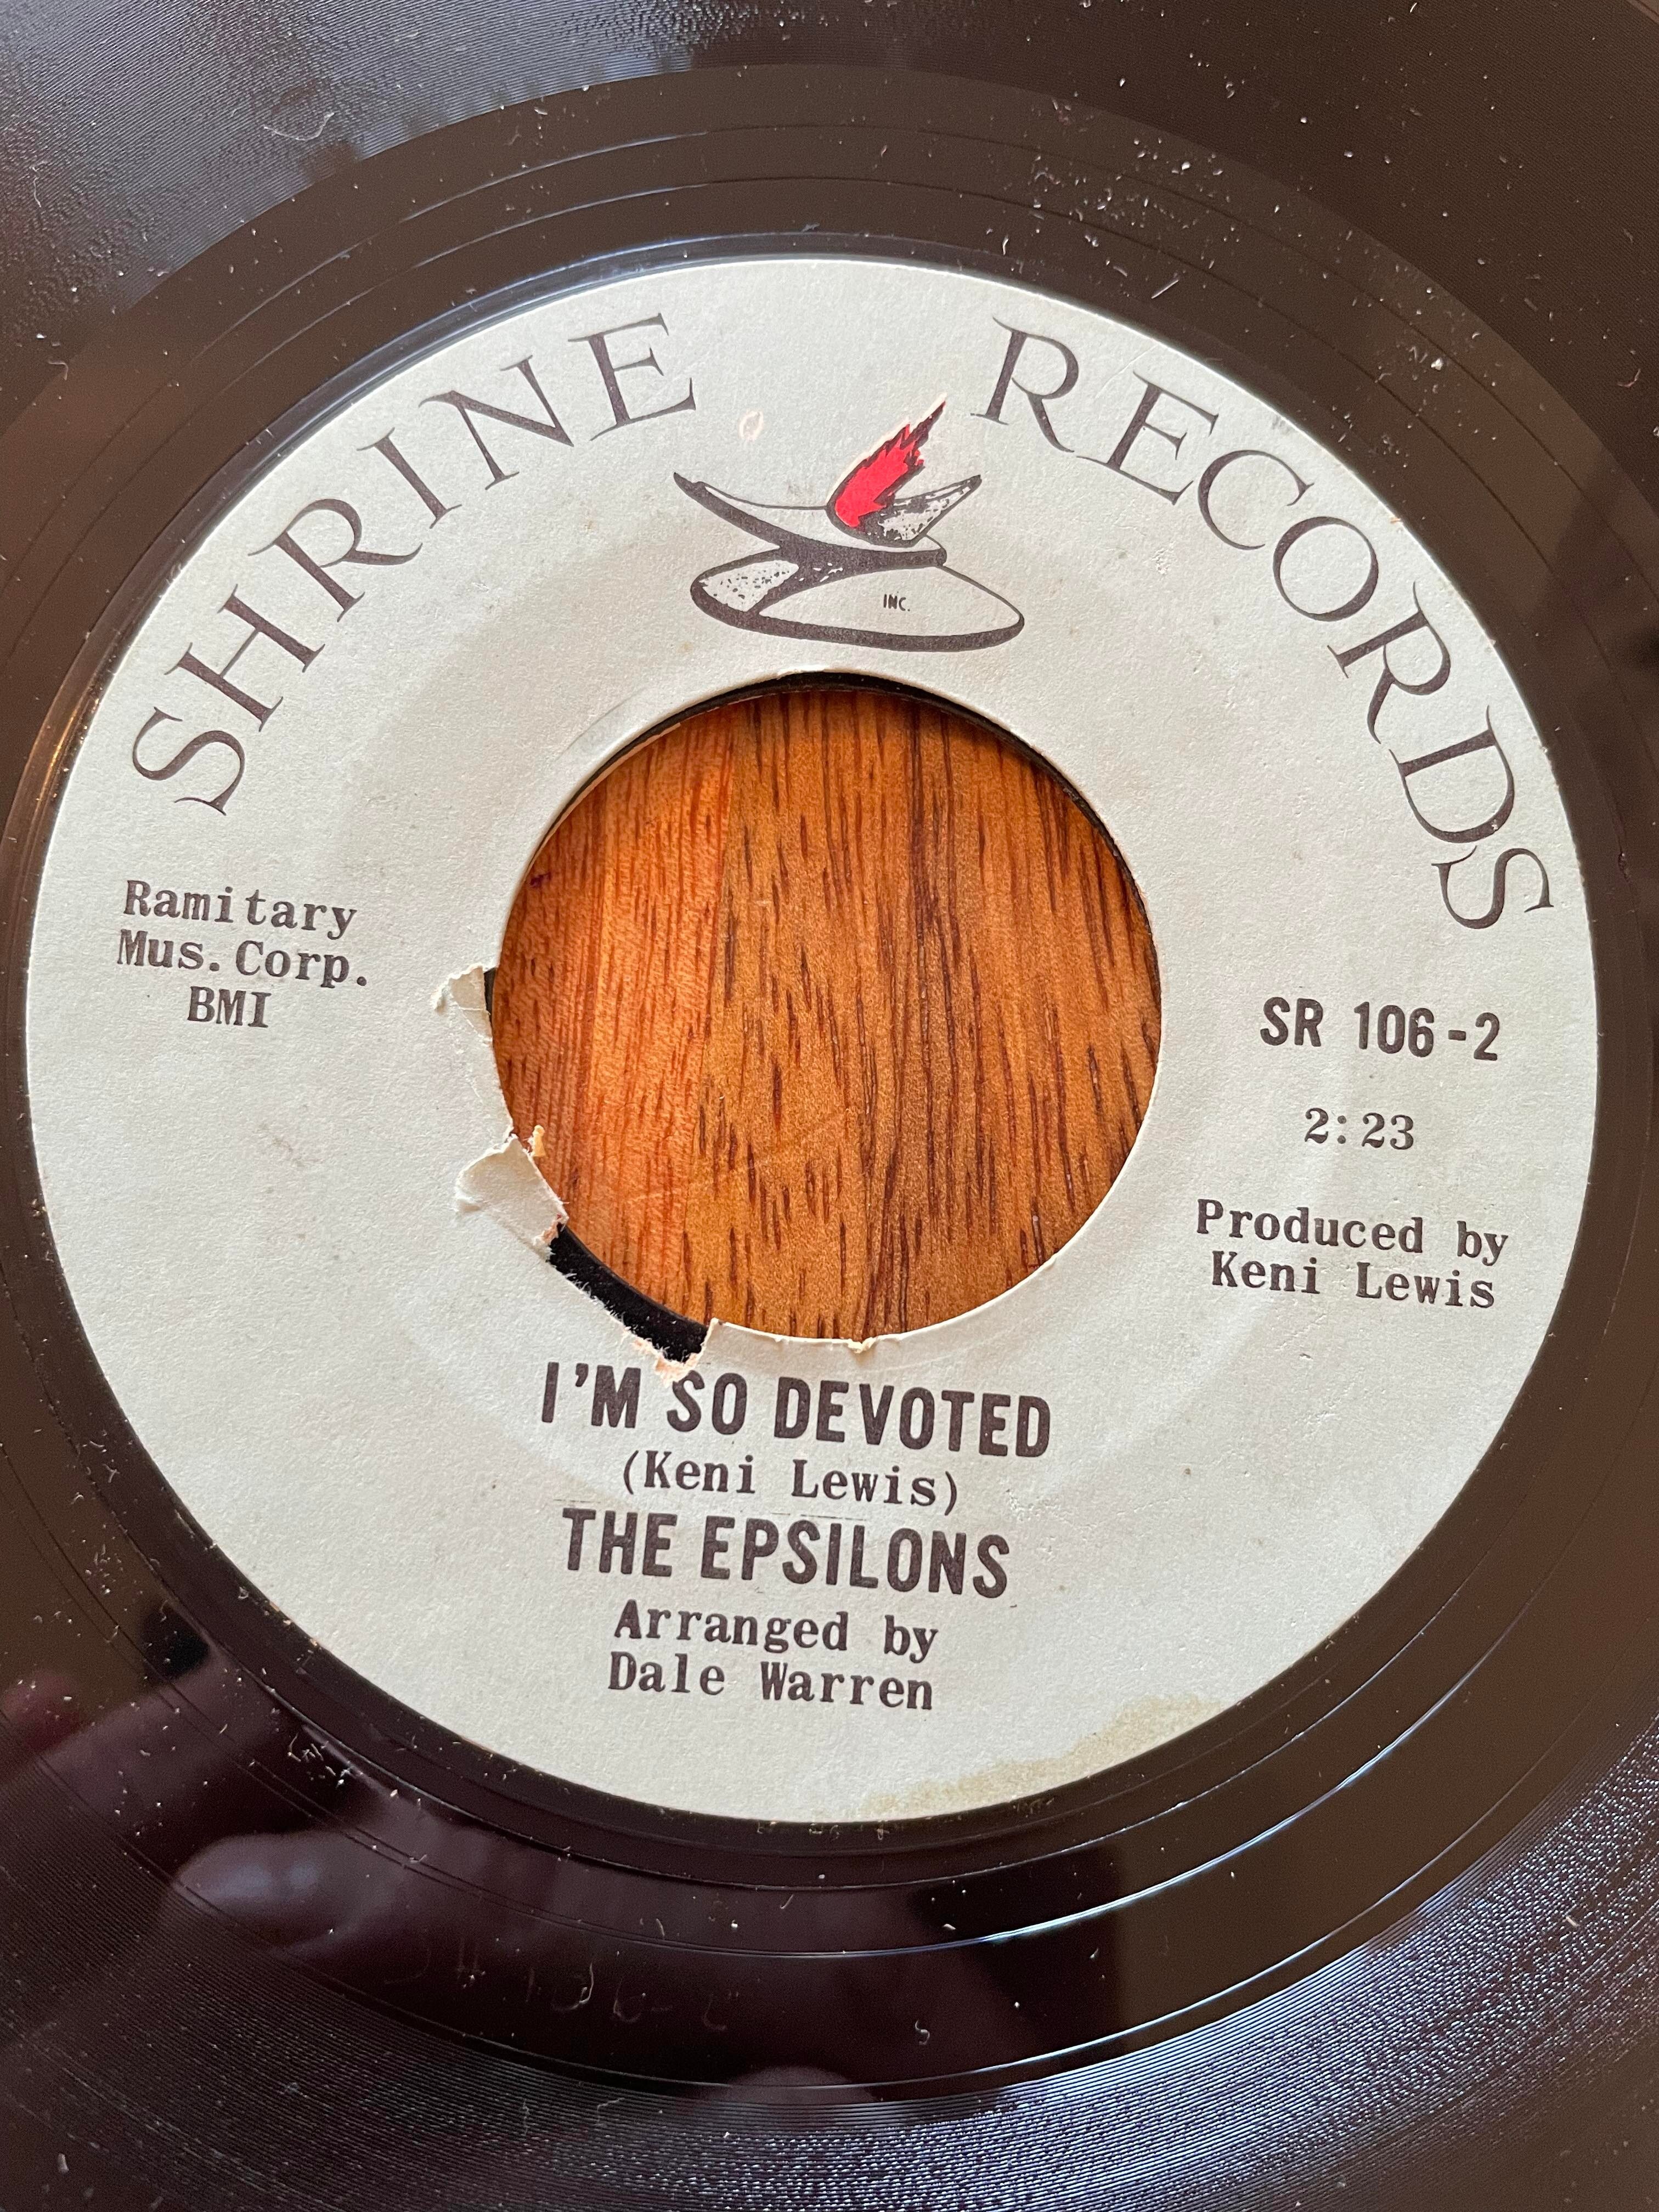 SHRINE RECORDS
INC.
Ramitary
Mus. Corp.
BMI
SR 106-2
2:23
Produced by
Keni Lewis
I'M SO DEVOTED
(Keni Lewis)
THE EPSILONS
Arranged by
Dale Warren